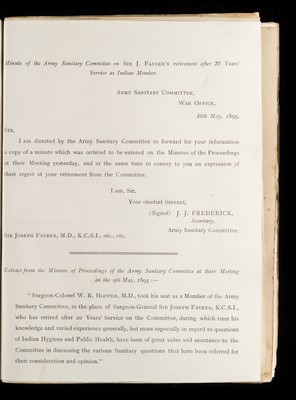 Minute of the Army Sanitary Committee on SIR J. FAYRER'S retirement after 20 Years'
Service as Indian Member.
ARMY SANITARY COMMITTEE,
WAR OFFICE,
May, 1895.
SIR,
I am directed by the Army Sanitary Committee to forward for your information
a copy of a minute which was ordered to be entered on the Minutes of the Proceedings
at their Meeting yesterday, and at the same time to convey to you an expression of
their regret at your retirement from the Committee.
I am, Sir,
Your obedient Servant,
(Signed) J. J. FREDERICK,
Secretary,
Army Sanitary Committee.
SIR JOSEPH FAYRER, M.D., K.C.S.I., etc., etc.
Extract from the Minutes of Proceedings of the Army Sanitary Committee at their Meeting
on the 9th May, 1895 :—
"Surgeon-Colonel W. R. HOOPER, M.D., took his seat as a Member of the Army
Sanitary Committee, in the place of Surgeon-General SIR JOSEPH FAYRER, K.C.S.I.,
who has retired after 20 Years' Service on the Committee, during which time his
knowledge and varied experience generally, but more especially in regard to questions
of Indian Hygiene and Public Health, have been of great value and assistance to the
Committee in discussing the various Sanitary questions that have been referred for
their consideration and opinion."